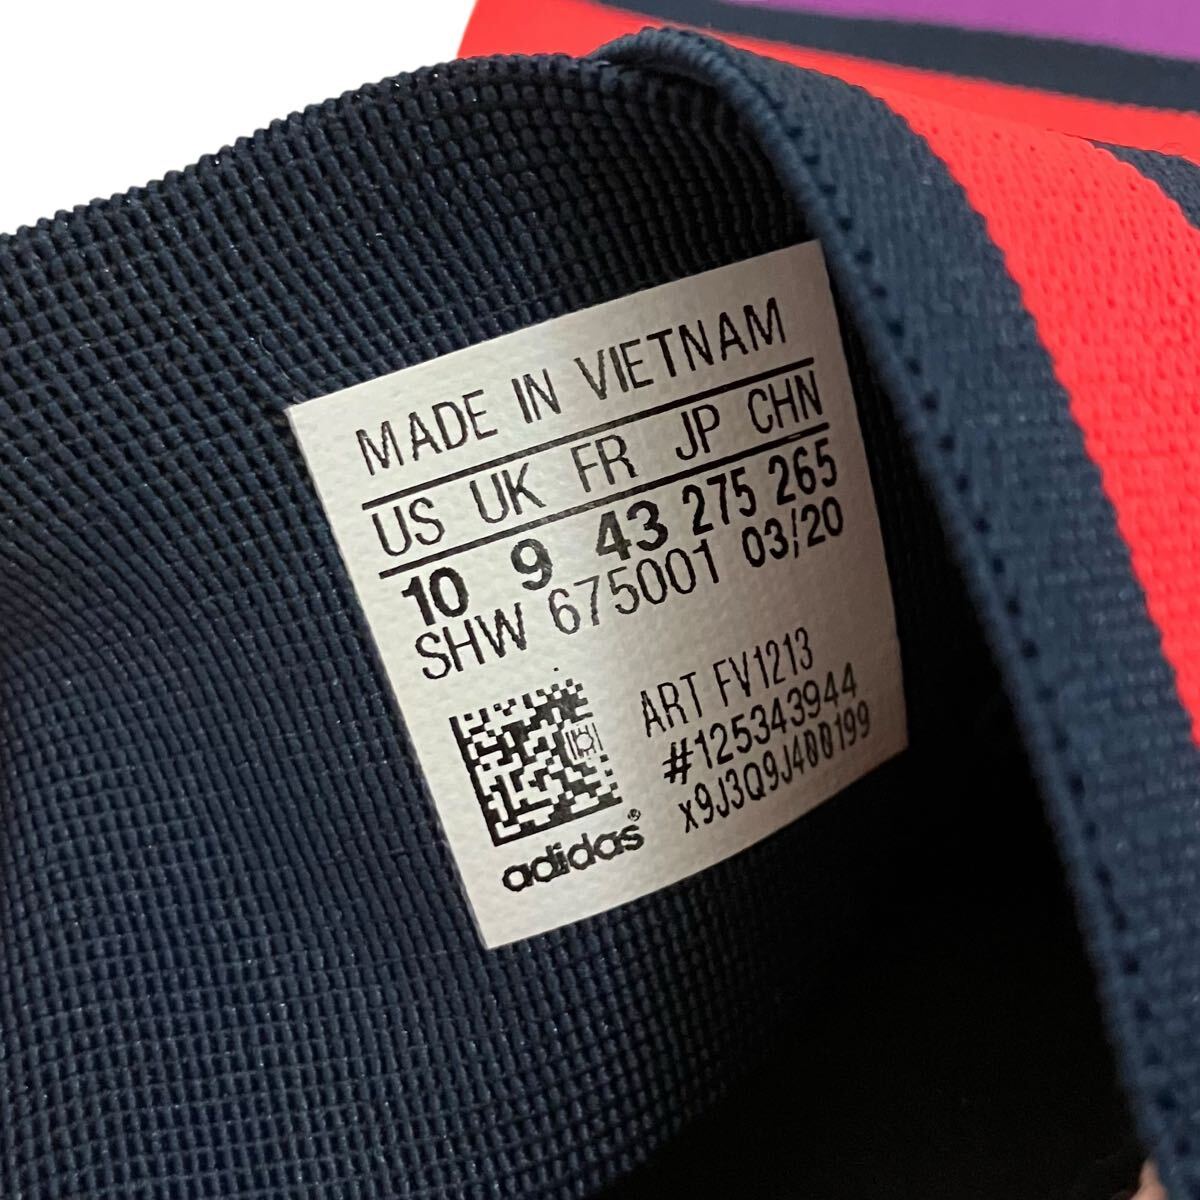 MADE IN VIETNAM
US UK FR JP CHN
10 9 43 275 265
SHW 675001 03/20
ART FV1213
#125343944
x9J3Q9J400199
adidas®